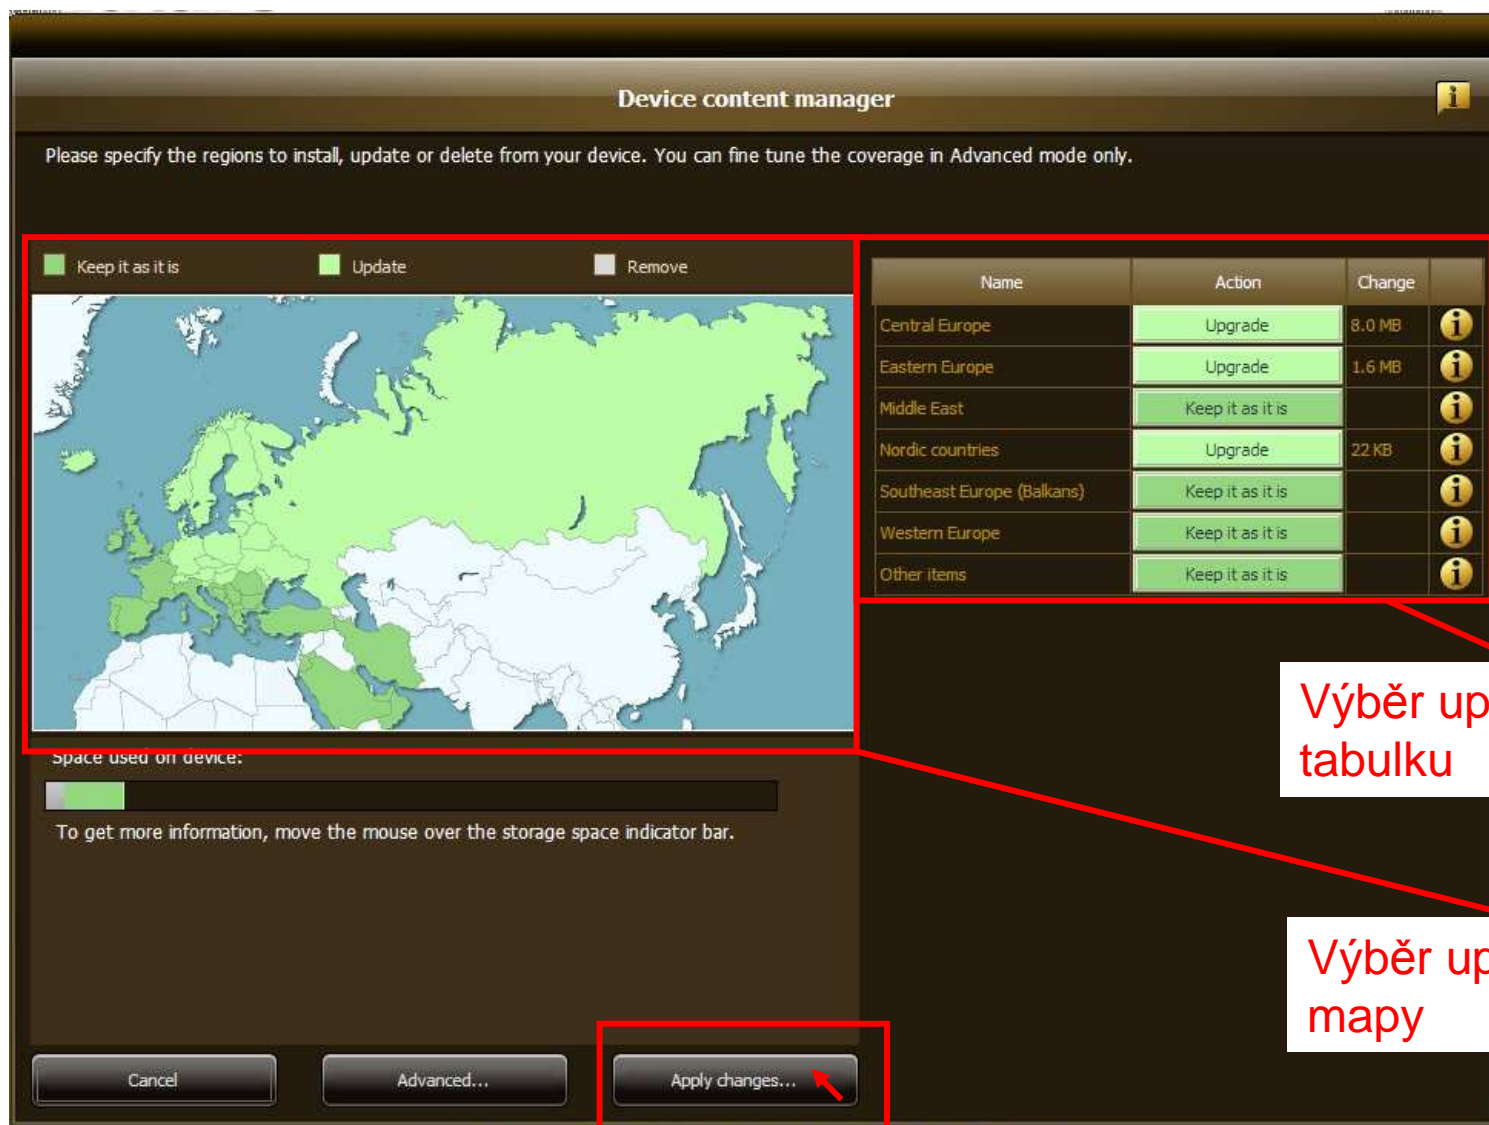 Device content manager
Please specify the regions to install, update or delete from your device. You can fine tune the coverage in Advanced mode only.
Keep it as it is Update Remove
Name Action Change
Central Europe Upgrade 8.0 MB
Eastern Europe Upgrade 1.6 MB
Middle East Keep it as it is
Nordic countries Upgrade 22 KB
Southeast Europe (Balkans) Keep it as it is
Western Europe Keep it as it is
Other items Keep it as it is
Výběr up
tabulku
Space used on device:
To get more information, move the mouse over the storage space indicator bar.
Výběr up
mapy
Cancel Advanced... Apply changes...